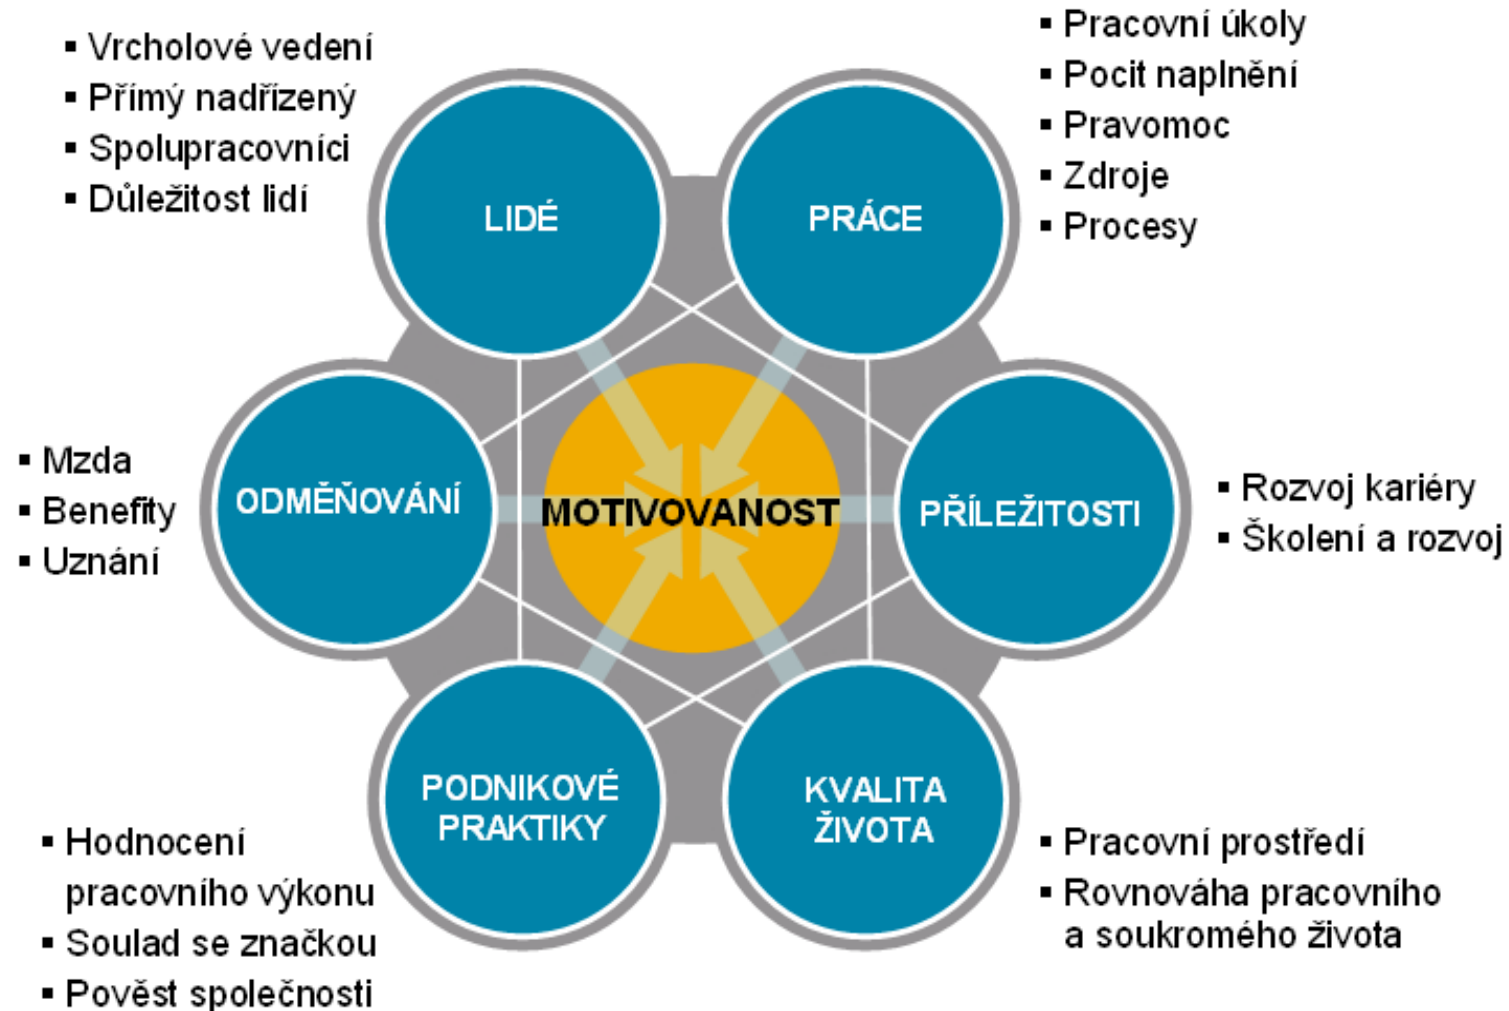 ▪ Vrcholové vedení
▪ Přímý nadřízený
▪ Spolupracovníci
▪ Důležitost lidí
▪ Pracovní úkoly
▪ Pocit naplnění
▪ Pravomoc
▪ Zdroje
▪ Procesy
LIDÉ
PRÁCE
▪ Mzda
▪ Benefity
▪ Uznání
ODMĚŇOVÁNÍ
MOTIVOVANOST
PŘÍLEŽITOSTI
▪ Rozvoj kariéry
▪ Školení a rozvoj
PODNIKOVÉ
PRAKTIKY
KVALITA
ŽIVOTA
▪ Hodnocení
pracovního výkonu
▪ Soulad se značkou
▪ Pověst společnosti
▪ Pracovní prostředí
▪ Rovnováha pracovního
a soukromého života